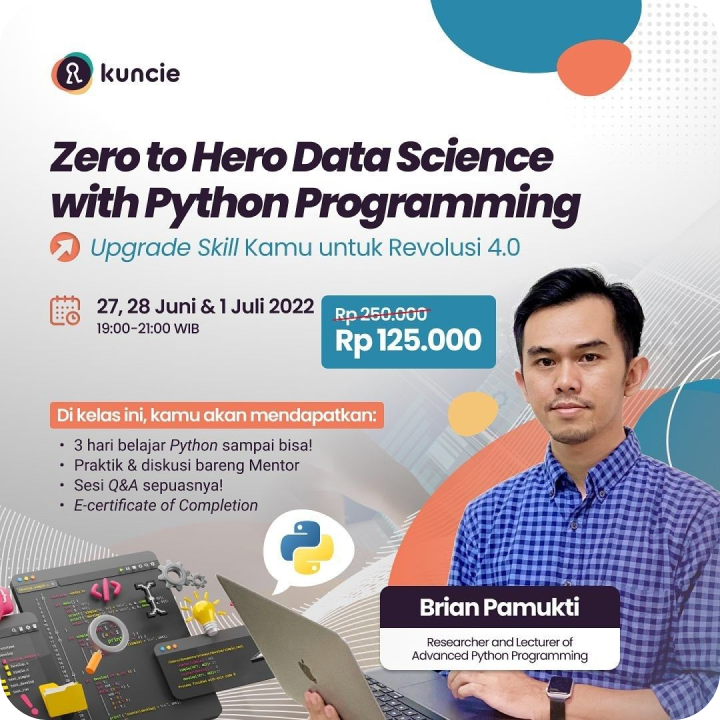 kuncie
Zero to Hero Data Science
with Python Programming
Upgrade Skill Kamu untuk Revolusi 4.0
27, 28 Juni & 1 Juli 2022
19:00-21:00 WIB
Rp 250.000
Rp 125.000
Di kelas ini, kamu akan mendapatkan:
• 3 hari belajar Python sampai bisa!
• Praktik & diskusi bareng Mentor
• Sesi Q&A sepuasnya!
• E-certificate of Completion
Brian Pamukti
Researcher and Lecturer of
Advanced Python Programming